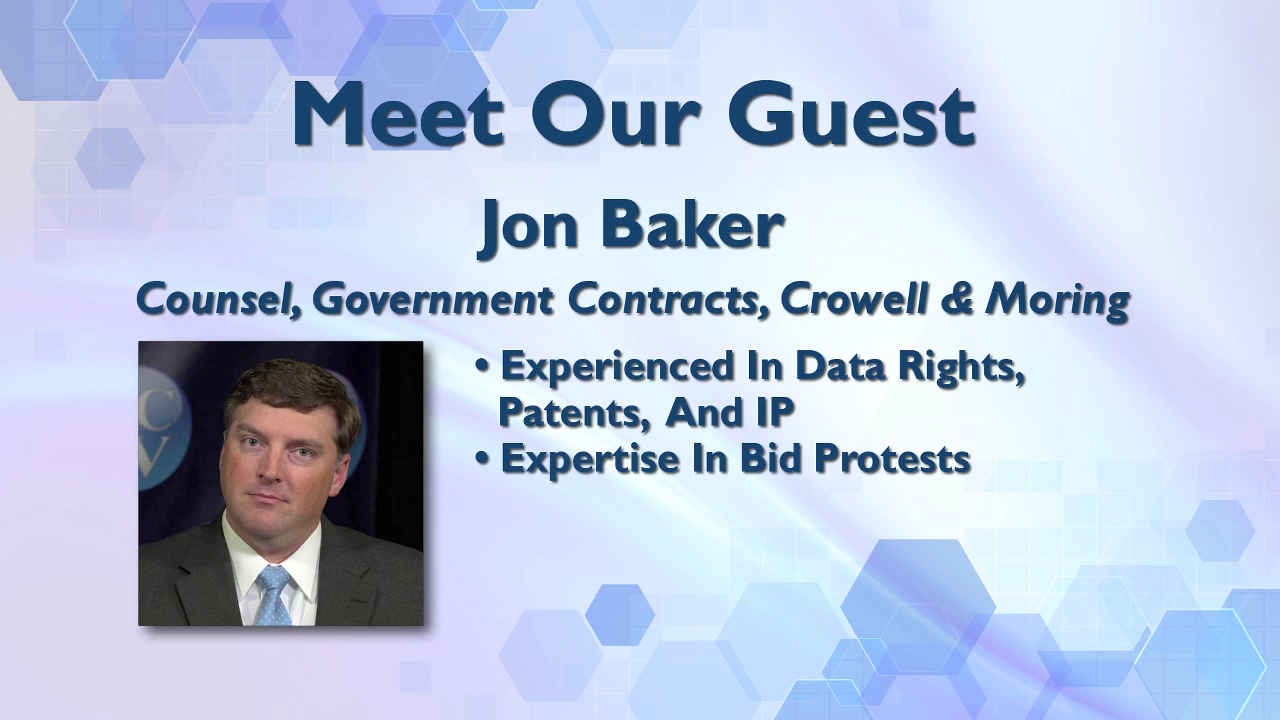 Meet Our Guest
Jon Baker
Counsel, Government Contracts, Crowell & Moring
• Experienced In Data Rights,
Patents, And IP
• Expertise In Bid Protests
C
V